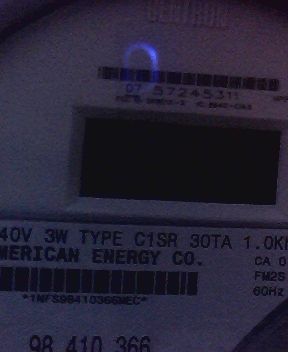 CENTRON
07 57245311
40V 3W TYPE C1SR 30TA 1.0K
MERICAN ENERGY CO.
CA 0
FM2S
60Hz
*1NFS98410366MEC*
98 410 366